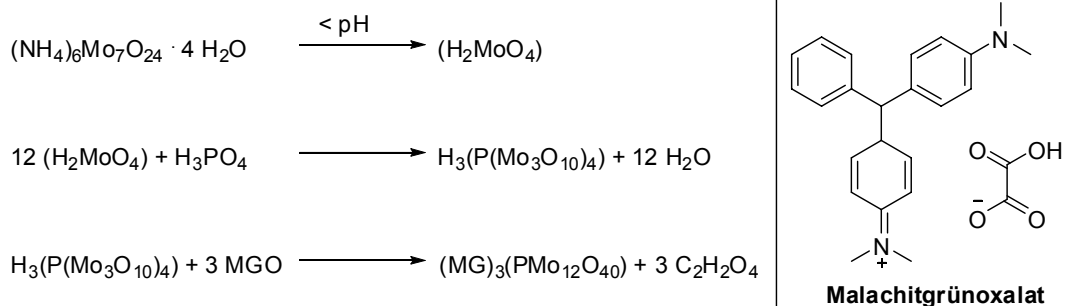 < pH
(NH4)6Mo7O24 · 4 H2O → (H2MoO4)
12 (H2MoO4) + H3PO4 → H3(P(Mo3O10)4) + 12 H2O
H3(P(Mo3O10)4) + 3 MGO → (MG)3(PMo12O40) + 3 C2H2O4
N
O OH
-
O O
N
+
Malachitgrünoxalat